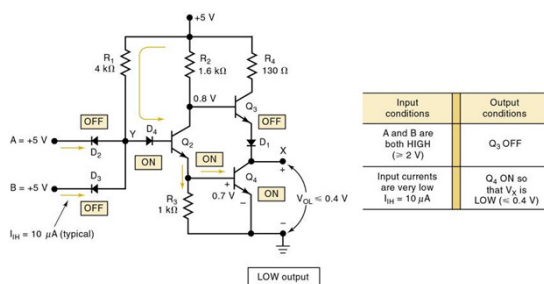 +5 V
R1
4 kΩ
R2
1.6 kΩ
R4
130 Ω
OFF
0.8 V
Q3
A = +5 V
D2
Y
D4
ON
Q2
D1
X
+
B = +5 V
D3
OFF
ON
Q4
ON
R3
1 kΩ
+
0.7 V
–
VOL ≤ 0.4 V
–
IIH = 10 μA (typical)
OFF
LOW output
Input conditions
Output conditions
A and B are
both HIGH
(≥ 2 V)
Q3 OFF
Input currents
are very low
IIH = 10 μA
Q4 ON so
that VX is
LOW (≤ 0.4 V)